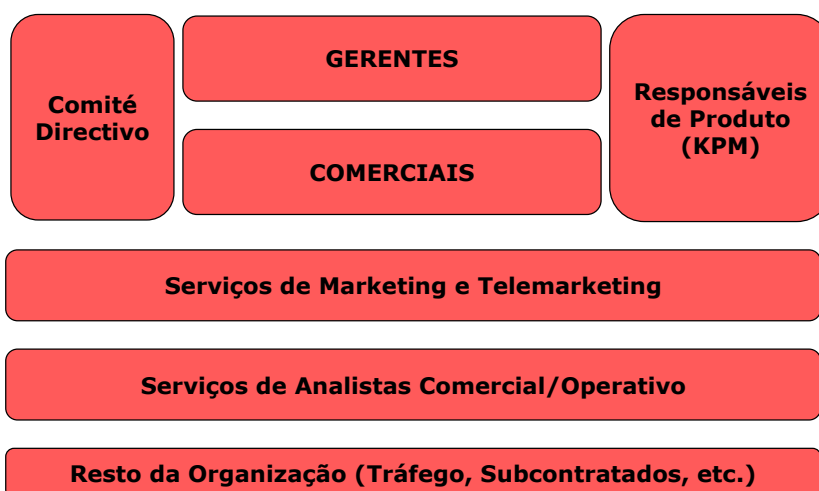 Comité
Directivo
GERENTES
COMERCIAIS
Responsáveis
de Produto
(KPM)
Serviços de Marketing e Telemarketing
Serviços de Analistas Comercial/Operativo
Resto da Organização (Tráfego, Subcontratados, etc.)